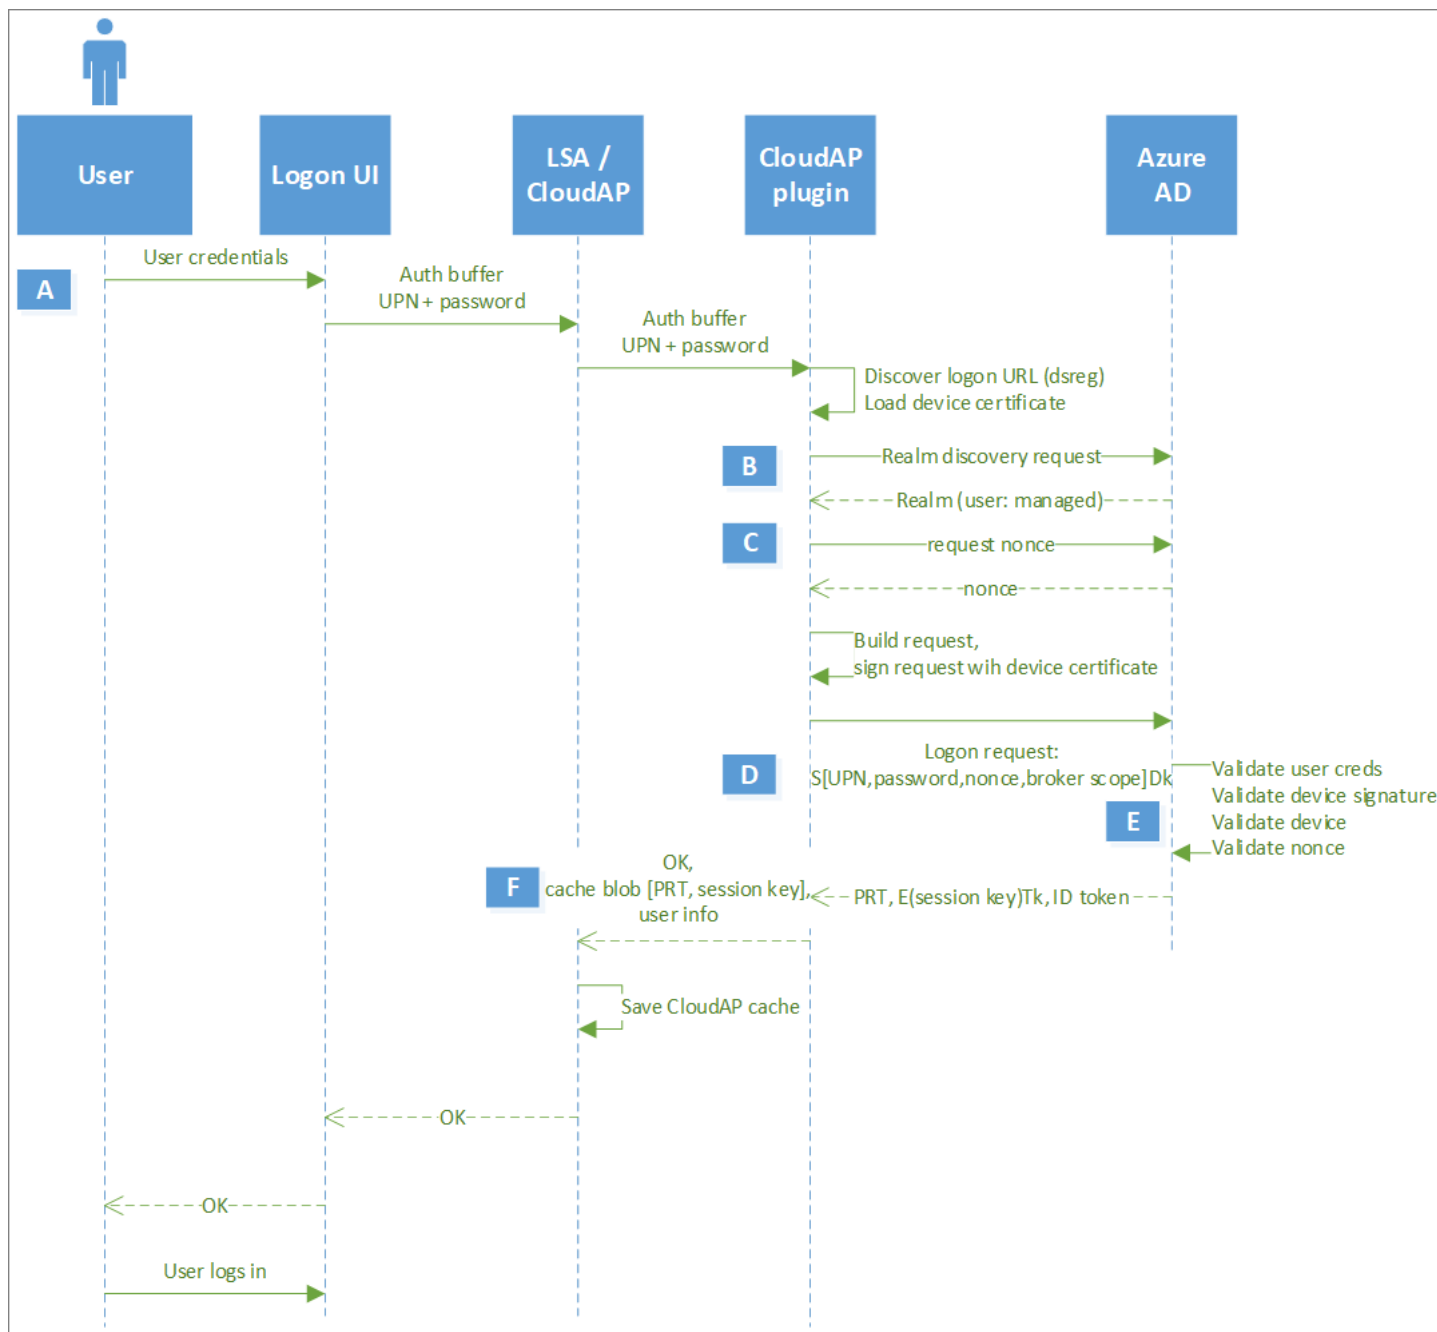 User
Logon UI
LSA /
CloudAP
CloudAP
plugin
Azure
AD
User credentials
A
Auth buffer
UPN + password
Auth buffer
UPN + password
Discover logon URL (dsreg)
Load device certificate
B
Realm discovery request
Realm (user: managed)
C
request nonce
nonce
Build request,
sign request wih device certificate
Logon request:
D
S[UPN,password,nonce,broker scope]Dk
Validate user creds
Validate device signature
E
Validate device
Validate nonce
OK,
F
cache blob [PRT, session key],
user info
PRT, E(session key)Tk, ID token
Save CloudAP cache
OK
OK
User logs in